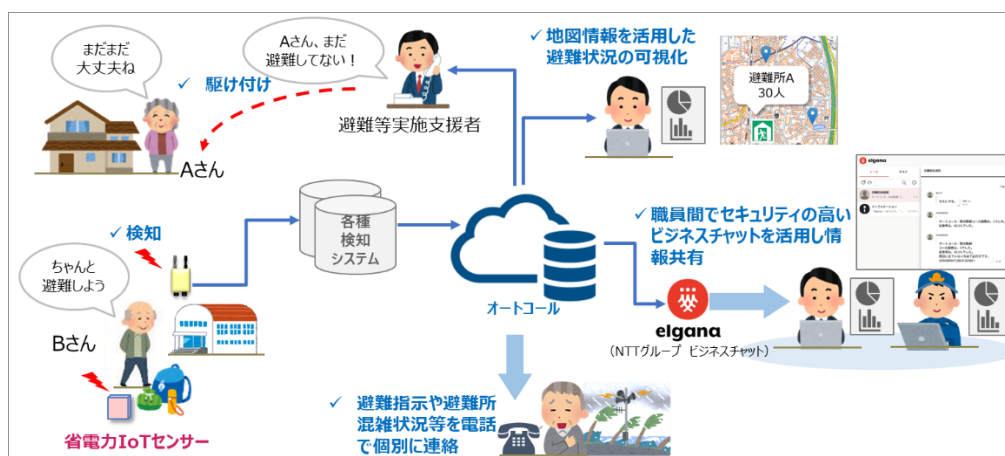 まだまだ
大丈夫ね
✓ 駆け付け
Aさん、まだ
避難してない！
避難等実施支援者
Aさん
✓ 地図情報を活用した
避難状況の可視化
避難所A
30人
✓ 検知
ちゃんと
避難しよう
Bさん
省電力IoTセンサー
各種
検知
システム
オートコール
✓ 職員間でセキュリティの高い
ビジネスチャットを活用し情
報共有
elgana
elgana
（NTTグループ ビジネスチャット）
✓ 避難指示や避難所
混雑状況等を電話
で個別に連絡